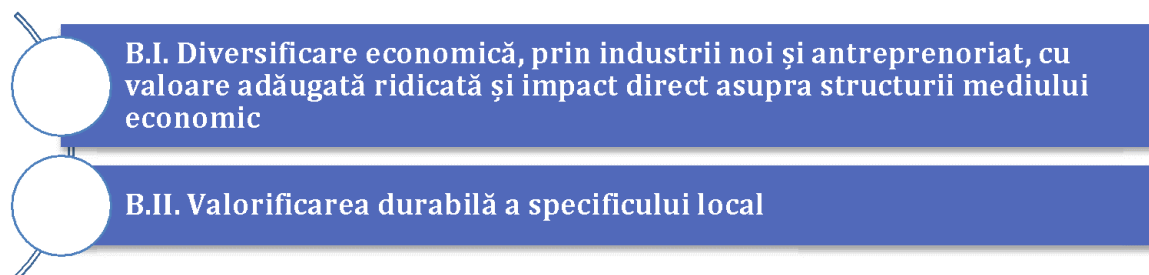 B.I. Diversificare economică, prin industrii noi și antreprenoriat, cu
valoare adăugată ridicată și impact direct asupra structurii mediului
economic
B.II. Valorificarea durabilă a specificului local